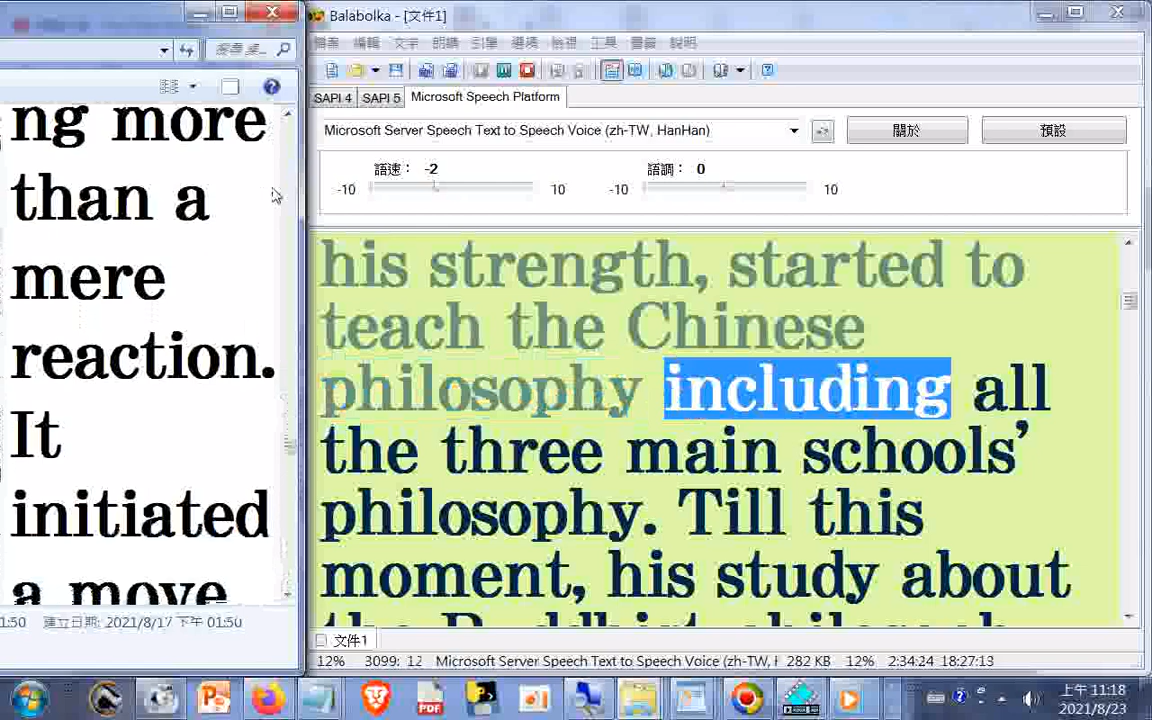 Balabolka - [文件1]
檔案 編輯 文字 朗讀 引擎 選項 檢視 工具 書籤 說明
SAPI 4 SAPI 5 Microsoft Speech Platform
Microsoft Server Speech Text to Speech Voice (zh-TW, HanHan)
關於 預設
語速： -2 語調： 0
-10 10 -10 10
ng more
than a
mere
reaction.
It
initiated
a move
:50 建立日期: 2021/8/17 下午 01:50
his strength, started to
teach the Chinese
philosophy including all
the three main schools’
philosophy. Till this
moment, his study about
文件1
12% 3099: 12 Microsoft Server Speech Text to Speech Voice (zh-TW, 282 KB 12% 2:34:24 18:27:13
PDF
上午 11:18
2021/8/23